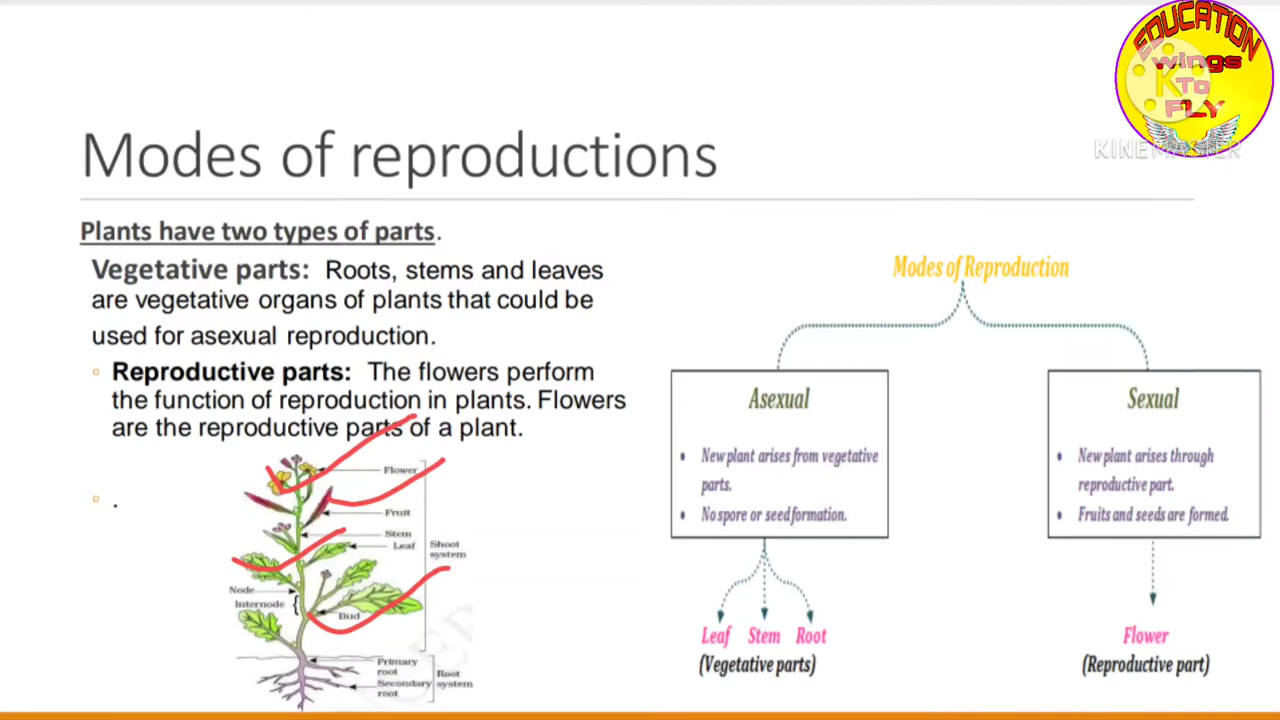 EDUCATION
wings
To
FLY
KINEMASTER
Modes of reproductions
Plants have two types of parts.
Vegetative parts: Roots, stems and leaves
are vegetative organs of plants that could be
used for asexual reproduction.
Reproductive parts: The flowers perform
the function of reproduction in plants. Flowers
are the reproductive parts of a plant.
.
Flower
Fruit
Stem
Leaf
Shoot
system
Node
Internode
Bud
Primary
root
Secondary
root
Root
system
Modes of Reproduction
Asexual
New plant arises from vegetative
parts.
No spore or seed formation.
Sexual
New plant arises through
reproductive part.
Fruits and seeds are formed.
Leaf Stem Root
(Vegetative parts)
Flower
(Reproductive part)